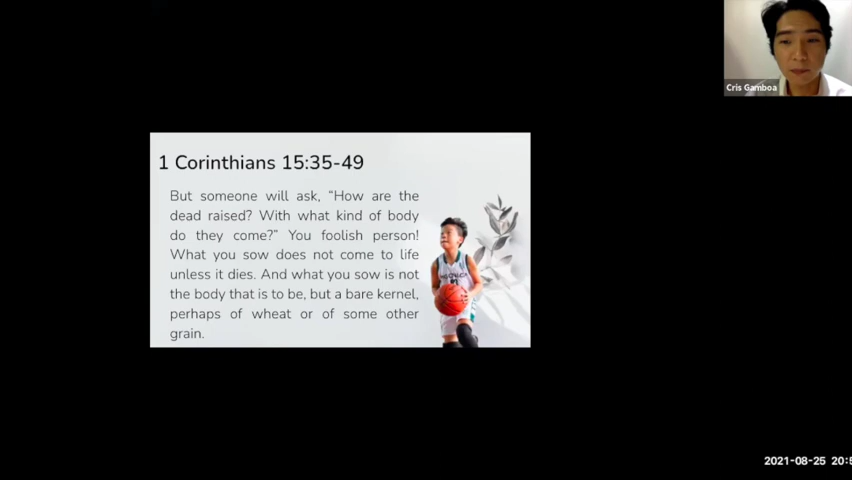 Cris Gamboa
1 Corinthians 15:35-49
But someone will ask, “How are the
dead raised? With what kind of body
do they come?” You foolish person!
What you sow does not come to life
unless it dies. And what you sow is not
the body that is to be, but a bare kernel,
perhaps of wheat or of some other
grain.
2021-08-25